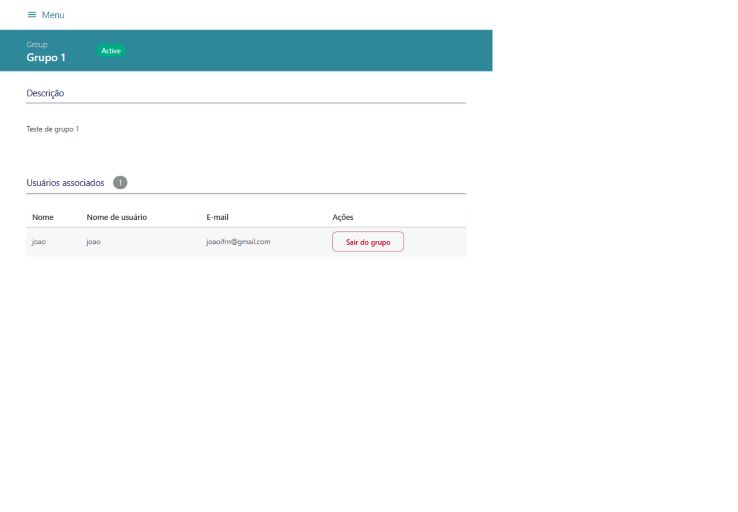 Menu
Group
Grupo 1
Active
Descrição
Teste de grupo 1
Usuários associados 1
Nome Nome de usuário E-mail Ações
joao joao joaoifrn@gmail.com Sair do grupo